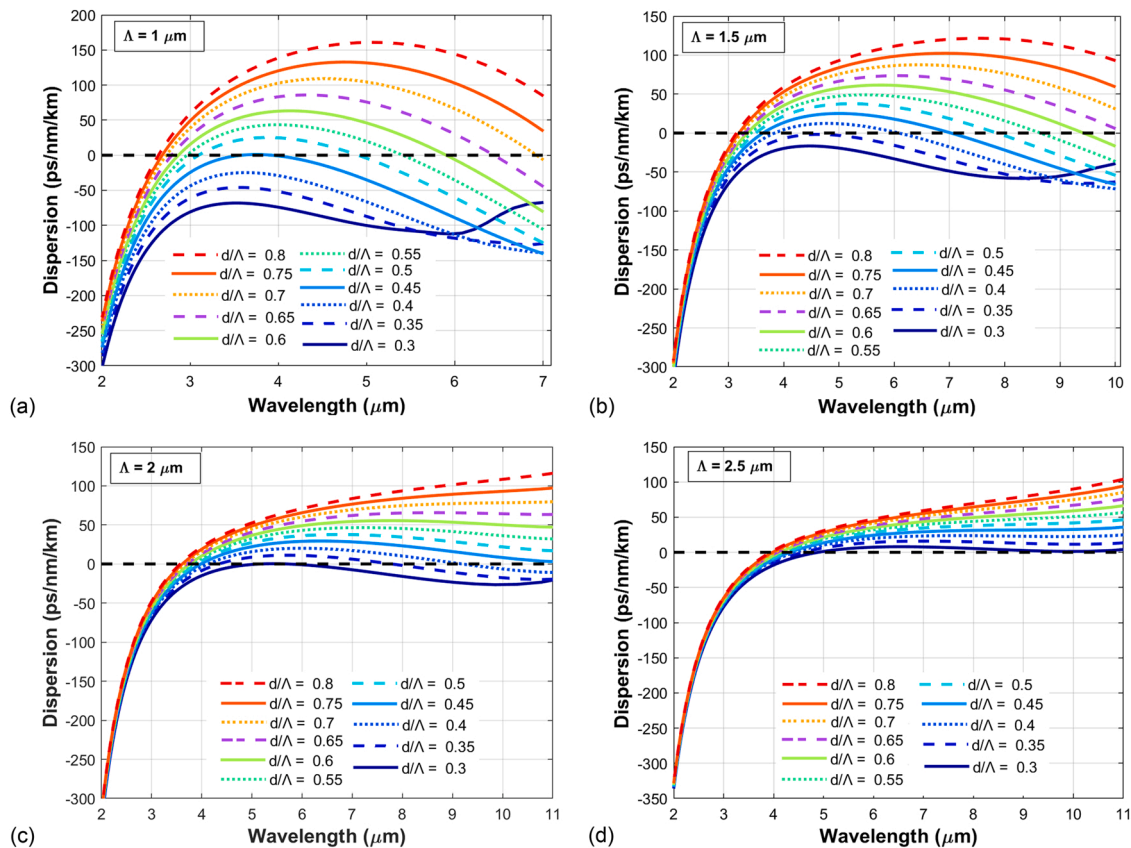 Λ = 1 μm
200
150
100
50
0
-50
-100
-150
-200
-250
-300
Dispersion (ps/nm/km)
d/Λ = 0.8
d/Λ = 0.75
d/Λ = 0.7
d/Λ = 0.65
d/Λ = 0.6
d/Λ = 0.55
d/Λ = 0.5
d/Λ = 0.45
d/Λ = 0.4
d/Λ = 0.35
d/Λ = 0.3
2 3 4 5 6 7
Wavelength (μm)
(a)
Λ = 1.5 μm
150
100
50
0
-50
-100
-150
-200
-250
-300
Dispersion (ps/nm/km)
d/Λ = 0.8
d/Λ = 0.75
d/Λ = 0.7
d/Λ = 0.65
d/Λ = 0.6
d/Λ = 0.55
d/Λ = 0.5
d/Λ = 0.45
d/Λ = 0.4
d/Λ = 0.35
d/Λ = 0.3
2 3 4 5 6 7 8 9 10
Wavelength (μm)
(b)
Λ = 2 μm
150
100
50
0
-50
-100
-150
-200
-250
-300
Dispersion (ps/nm/km)
d/Λ = 0.8
d/Λ = 0.75
d/Λ = 0.7
d/Λ = 0.65
d/Λ = 0.6
d/Λ = 0.55
d/Λ = 0.5
d/Λ = 0.45
d/Λ = 0.4
d/Λ = 0.35
d/Λ = 0.3
2 3 4 5 6 7 8 9 10 11
Wavelength (μm)
(c)
Λ = 2.5 μm
150
100
50
0
-50
-100
-150
-200
-250
-300
-350
Dispersion (ps/nm/km)
d/Λ = 0.8
d/Λ = 0.75
d/Λ = 0.7
d/Λ = 0.65
d/Λ = 0.6
d/Λ = 0.55
d/Λ = 0.5
d/Λ = 0.45
d/Λ = 0.4
d/Λ = 0.35
d/Λ = 0.3
2 3 4 5 6 7 8 9 10 11
Wavelength (μm)
(d)